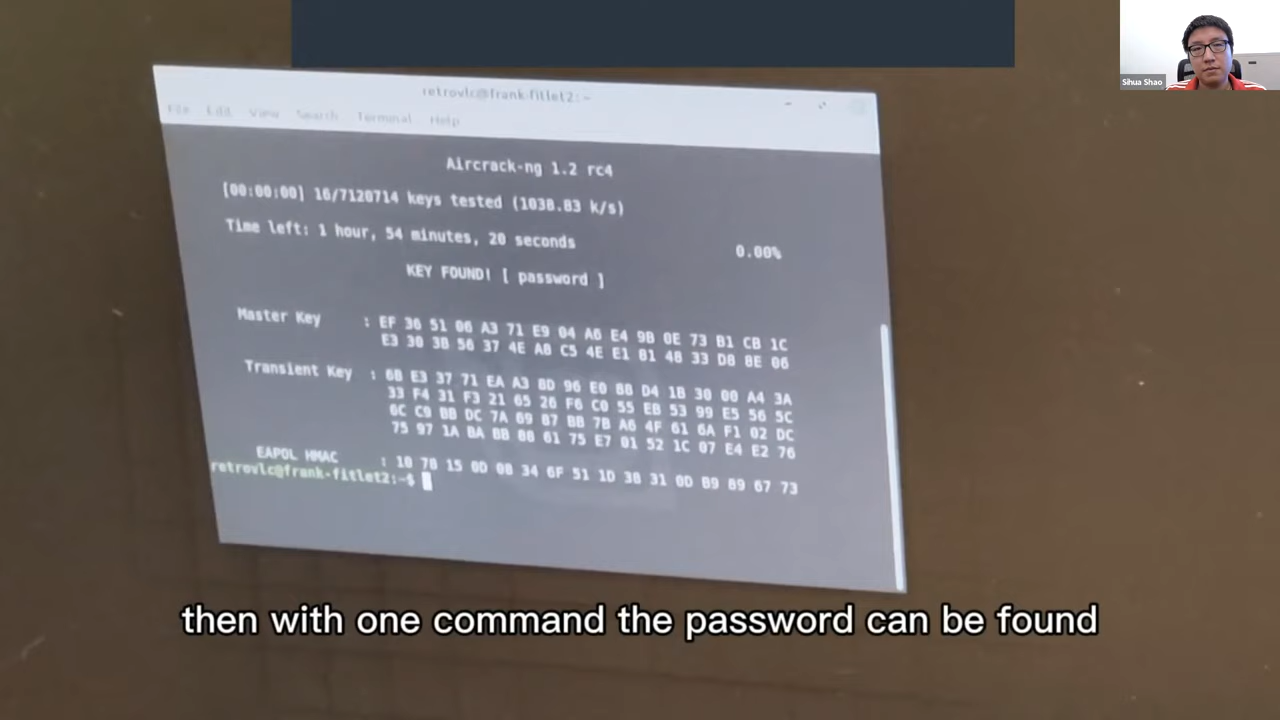 Sihua Shao
retrovlc@frank-fitlet2: ~
File Edit View Search Terminal Help
Aircrack-ng 1.2 rc4
[00:00:00] 16/7120714 keys tested (1038.83 k/s)
Time left: 1 hour, 54 minutes, 20 seconds 0.00%
KEY FOUND! [ password ]
Master Key : EF 36 51 06 A3 71 E9 04 A6 E4 9B 0E 73 B1 CB 1C
E3 30 3B 56 37 4E A8 C5 4E E1 81 48 33 D8 8E 06
Transient Key : 6B E3 37 71 EA A3 8D 96 E0 88 D4 1B 30 00 A4 3A
33 F4 31 F3 21 65 26 F6 C0 55 EB 53 99 E5 56 5C
6C C9 BB DC 7A 69 87 BB 7B A6 4F 61 6A F1 02 DC
75 97 1A BA BB 88 61 75 E7 01 52 1C 07 E4 E2 76
EAPOL HMAC : 10 78 15 0D 0B 34 6F 51 1D 38 31 0D B9 89 67 73
retrovlc@frank-fitlet2:~$
then with one command the password can be found